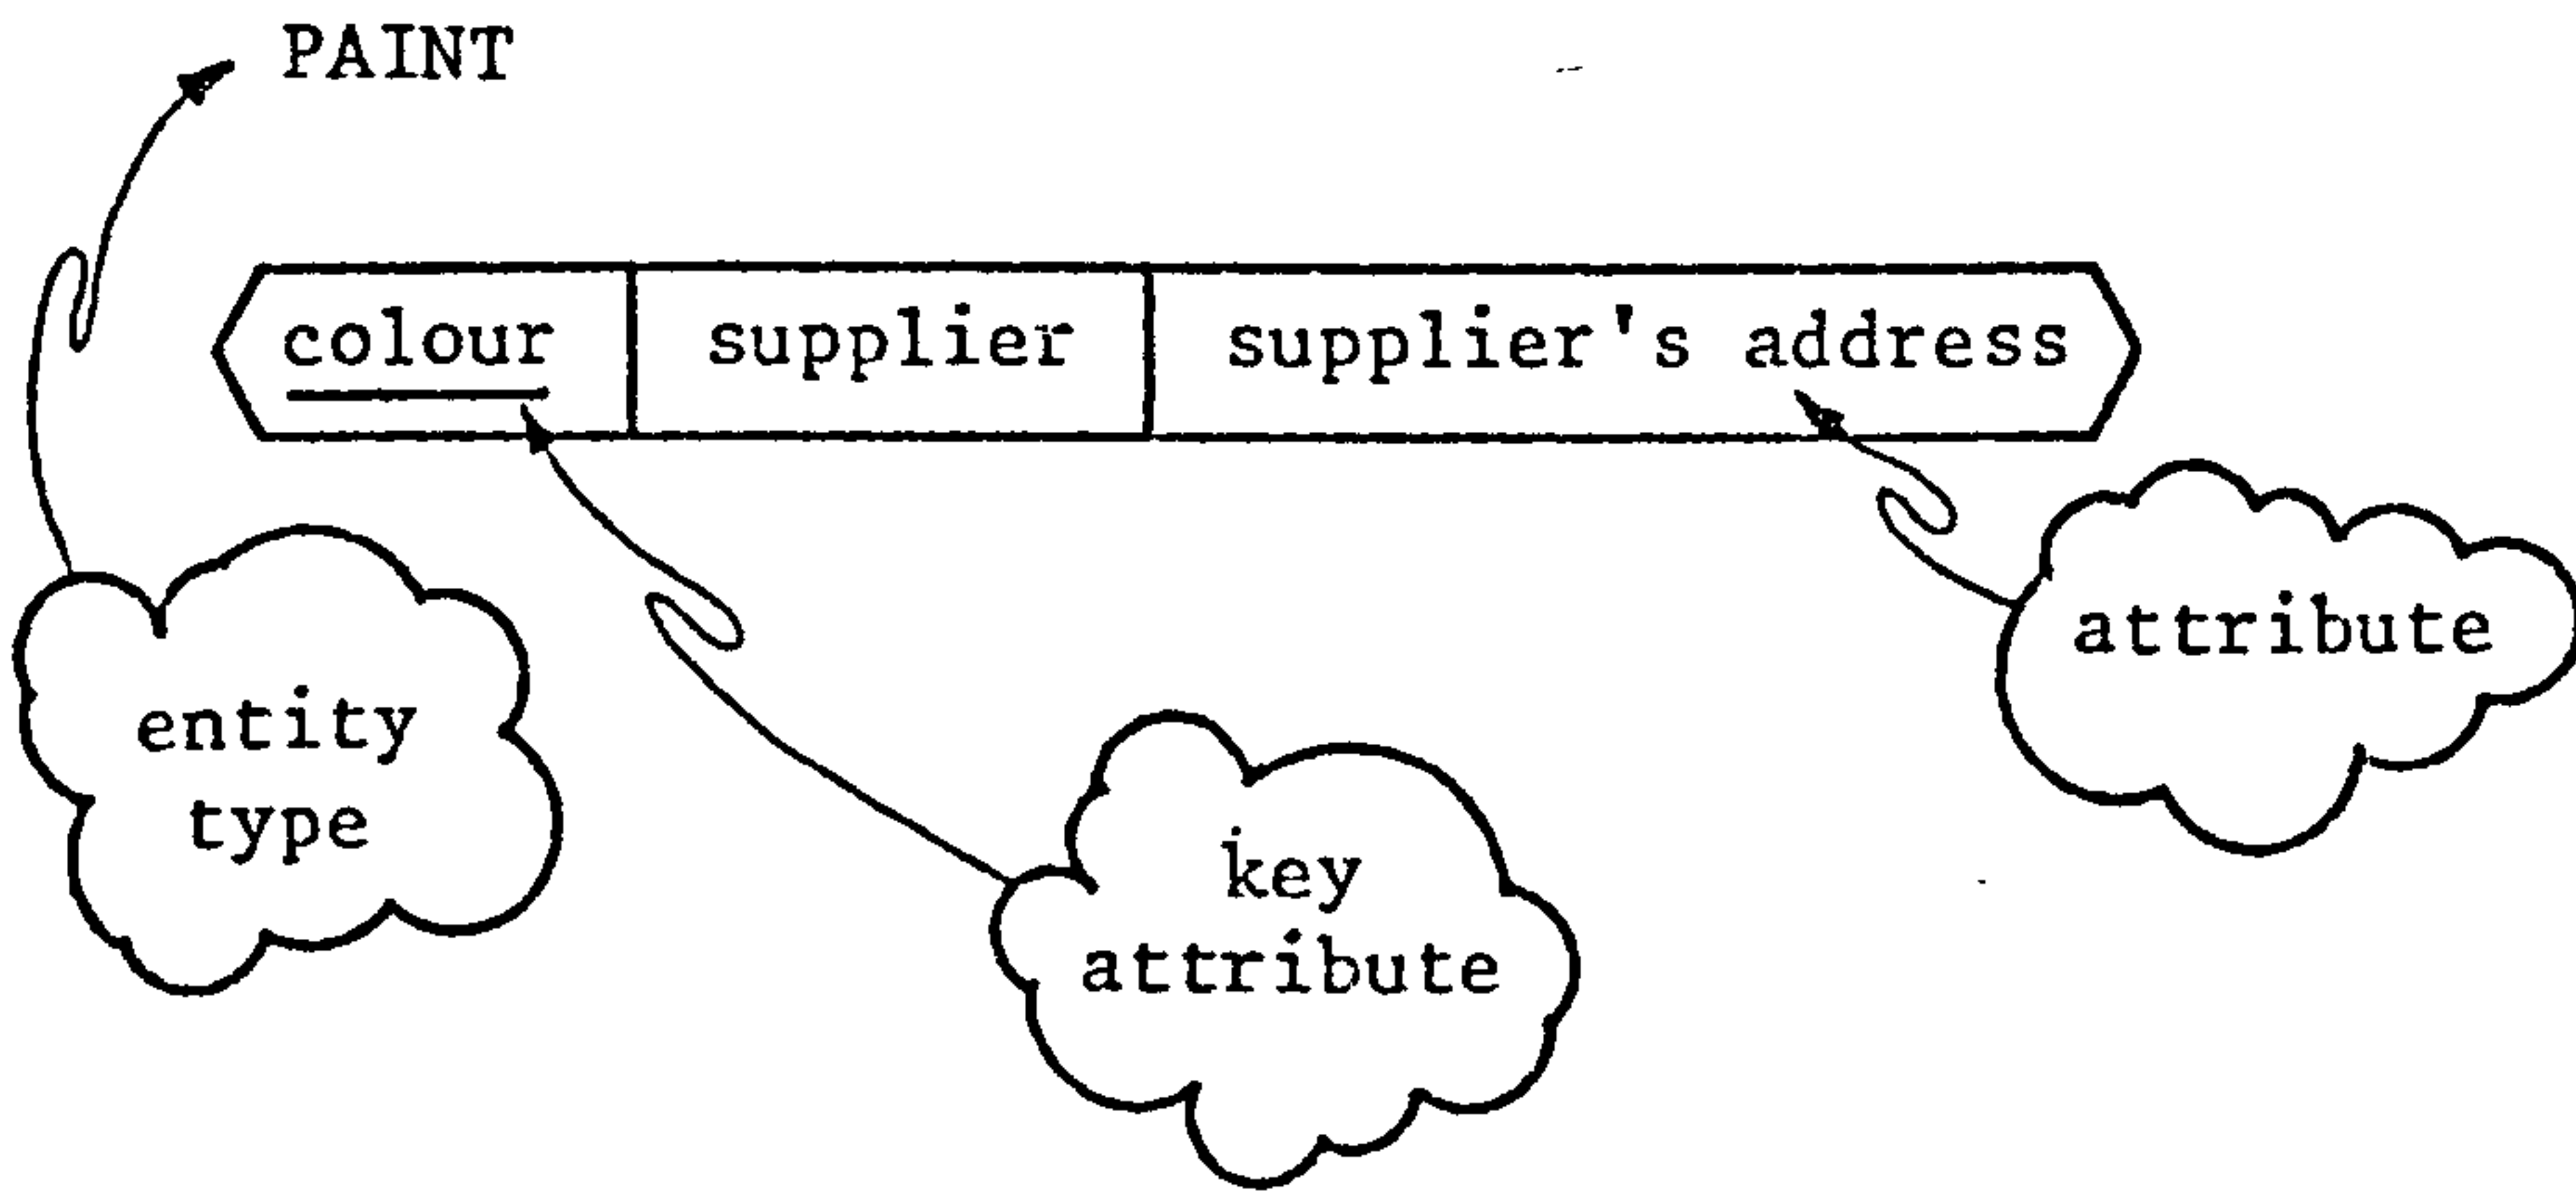 PAINT
colour supplier supplier's address
entity
type
key
attribute
attribute